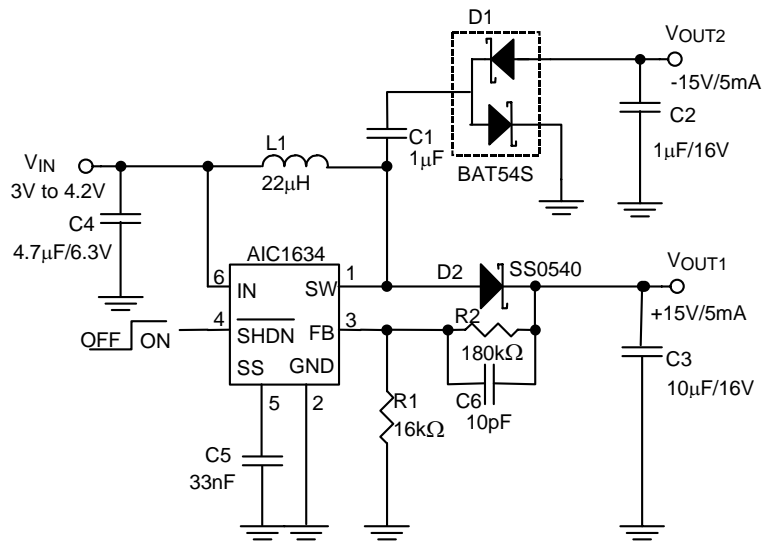 D1
VOUT2
-15V/5mA
C2
1μF/16V
BAT54S
C1
1μF
L1
22μH
VIN
3V to 4.2V
C4
4.7μF/6.3V
AIC1634
6
IN
SW
1
D2
SS0540
VOUT1
+15V/5mA
OFF
ON
4
SHDN
FB
3
R2
180kΩ
C6
10pF
C3
10μF/16V
SS
GND
5
2
R1
16kΩ
C5
33nF